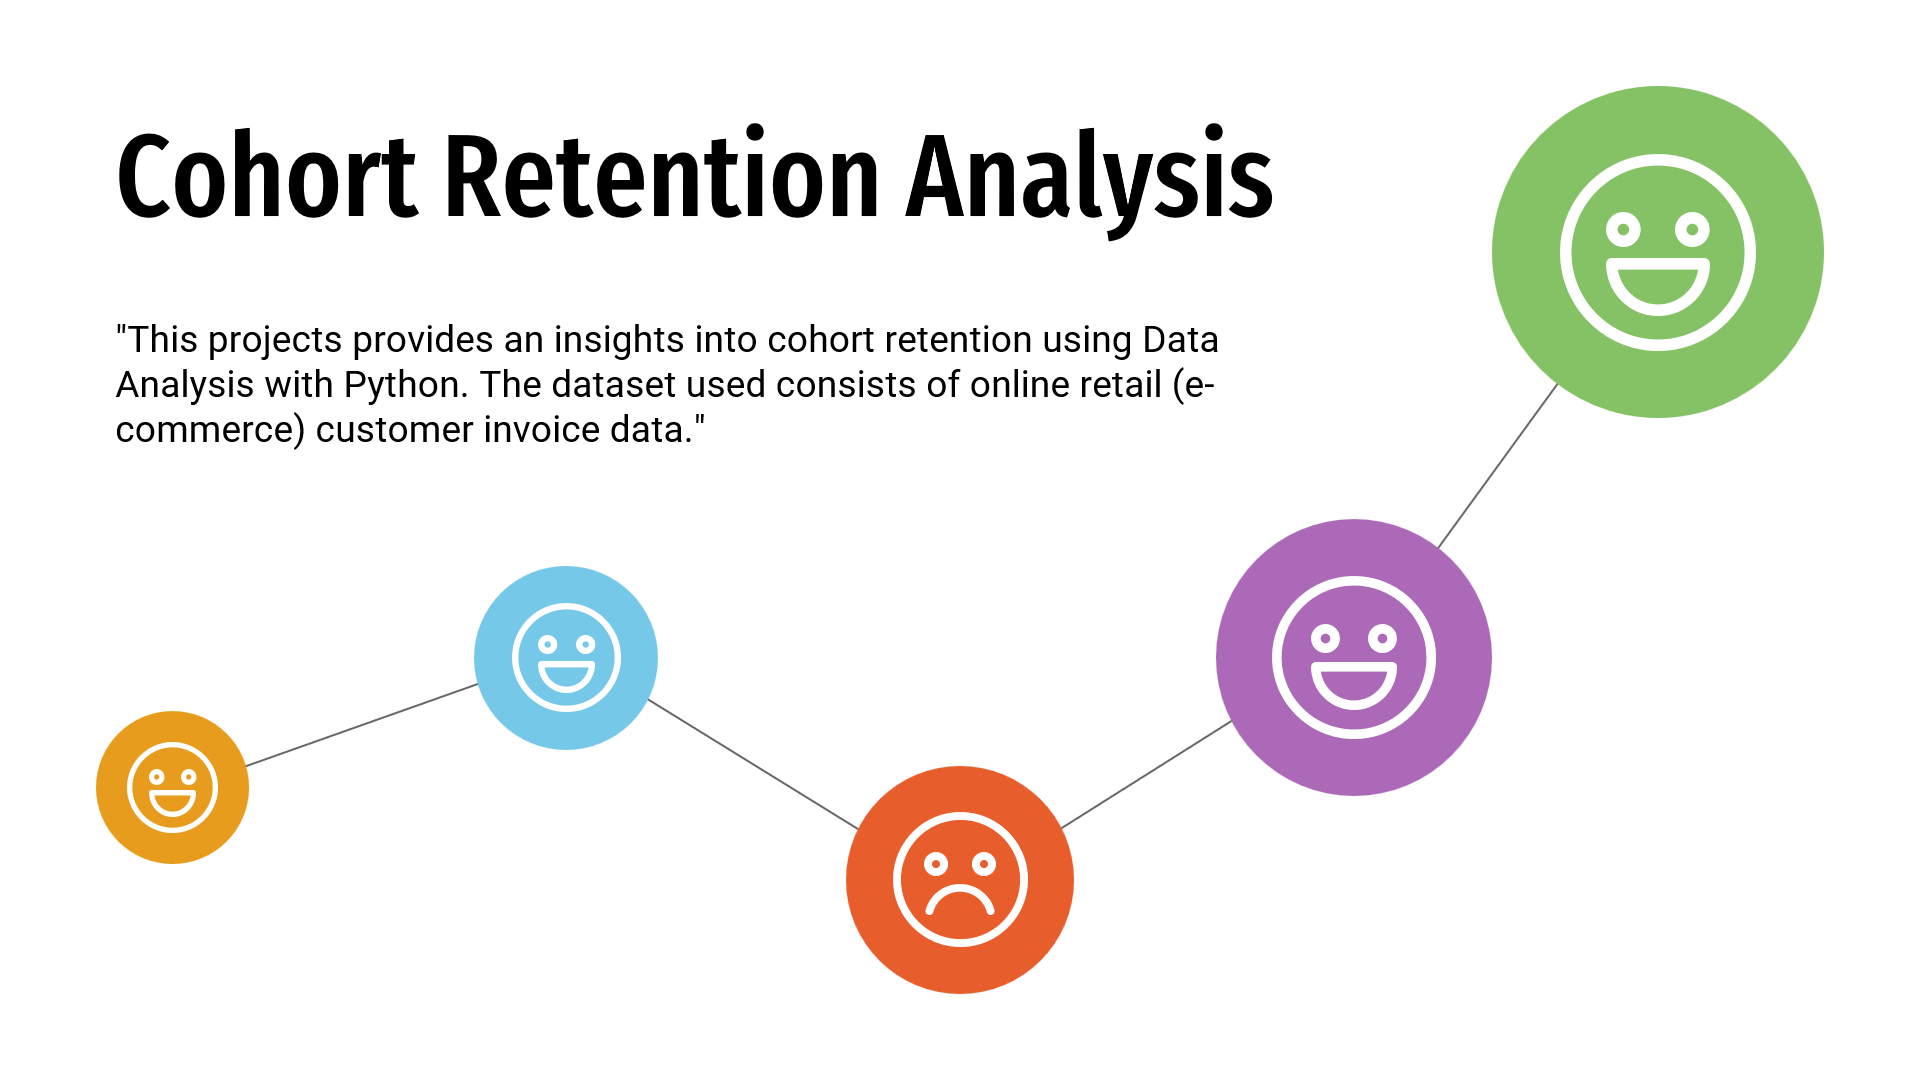 Cohort Retention Analysis
"This projects provides an insights into cohort retention using Data
Analysis with Python. The dataset used consists of online retail (e-
commerce) customer invoice data."